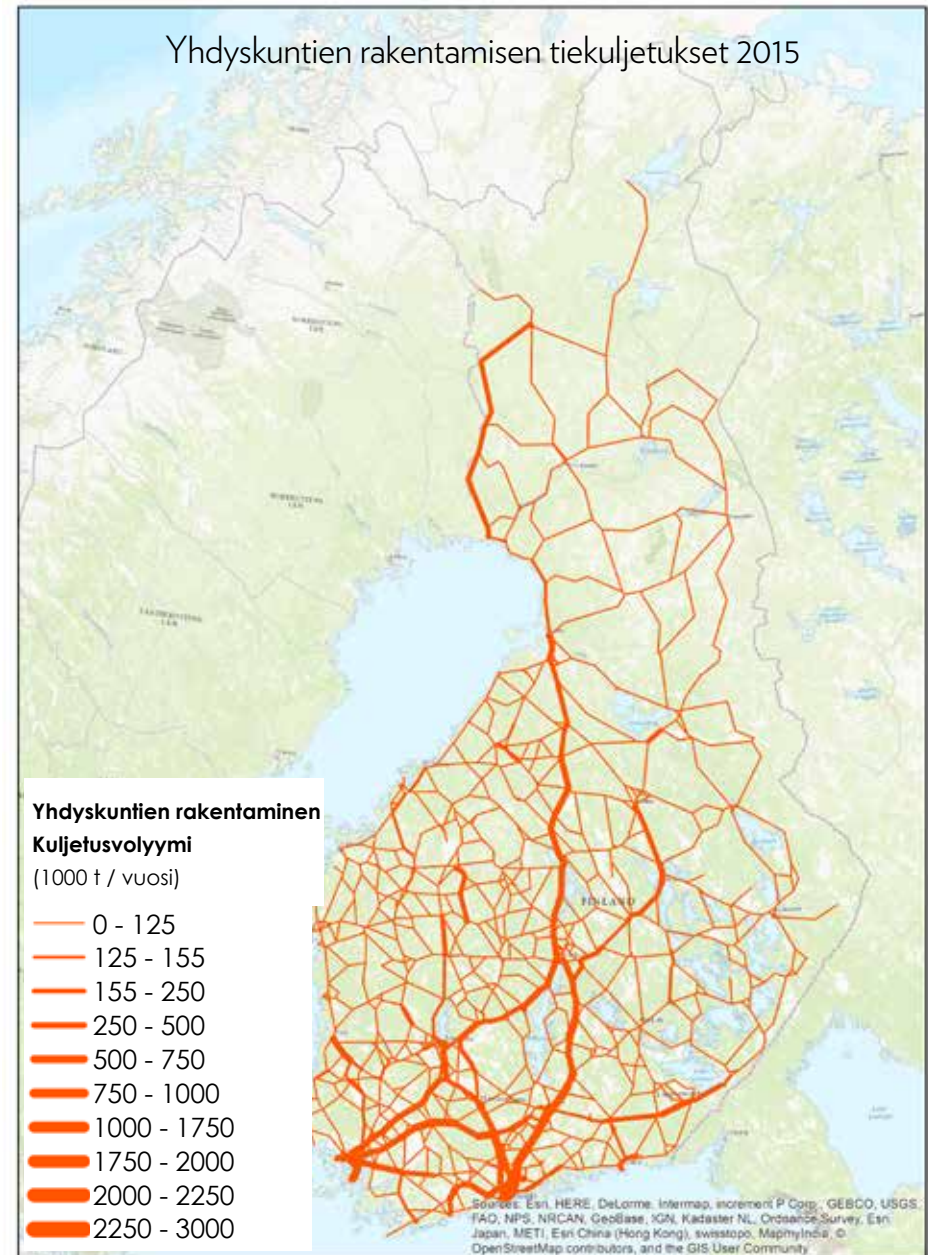 Yhdyskuntien rakentamisen tiekuljetukset 2015
FINLAND
Yhdyskuntien rakentaminen
Kuljetusvolyymi
(1000 t / vuosi)
0 - 125
125 - 155
155 - 250
250 - 500
500 - 750
750 - 1000
1000 - 1750
1750 - 2000
2000 - 2250
2250 - 3000
Sources: Esri, HERE, DeLorme, Intermap, increment P Corp., GEBCO, USGS,
FAO, NPS, NRCAN, GeoBase, IGN, Kadaster NL, Ordnance Survey, Esri
Japan, METI, Esri China (Hong Kong), swisstopo, MapmyIndia, ©
OpenStreetMap contributors, and the GIS User Community